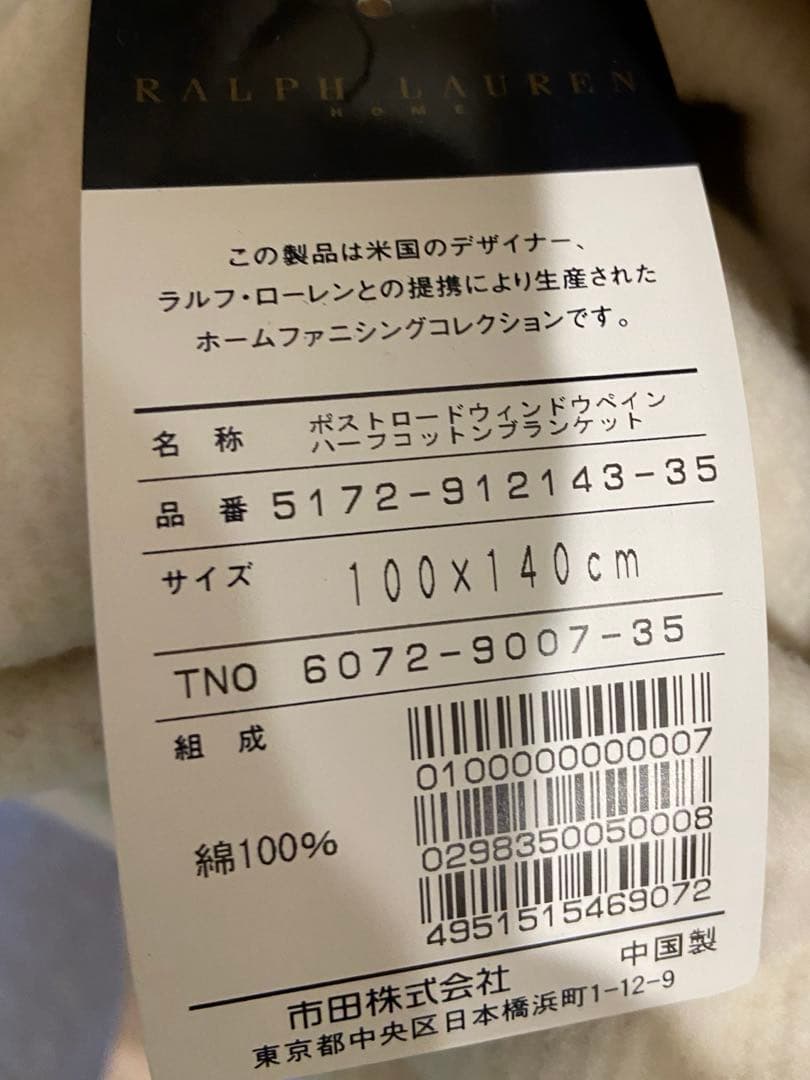 RALPH LAUREN
HOME
この製品は米国のデザイナー、
ラルフ・ローレンとの提携により生産された
ホームファニシングコレクションです。
名 称 ポストロードウィンドウペイン
ハーフコットンブランケット
品 番 5172-912143-35
サイズ 100×140cm
TNO 6072-9007-35
組 成
0100000000007
綿100%
0298350050008
4951515469072
中国製
市田株式会社
東京都中央区日本橋浜町1-12-9